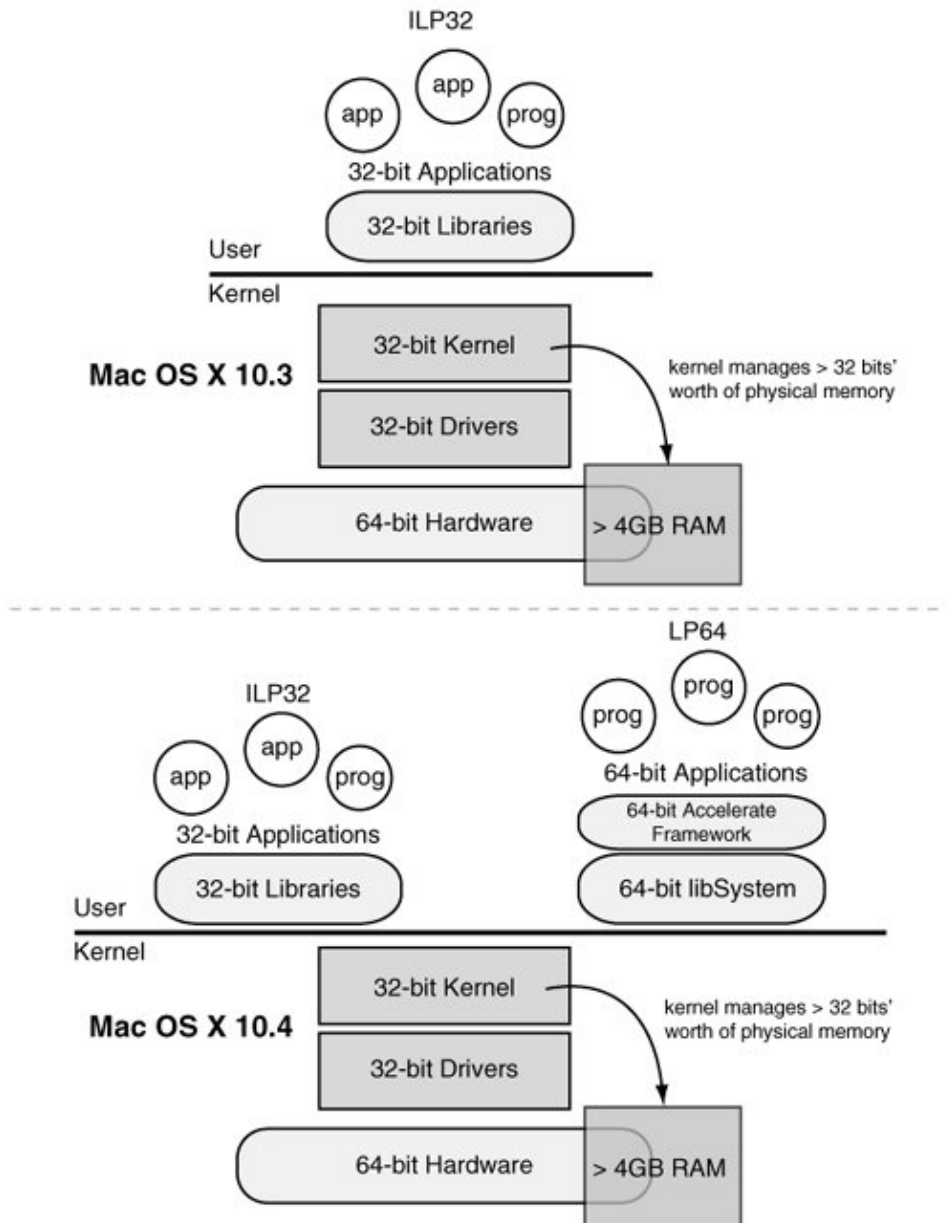 ILP32
app
app
prog
32-bit Applications
32-bit Libraries
User
Kernel
32-bit Kernel
Mac OS X 10.3
kernel manages > 32 bits’
worth of physical memory
32-bit Drivers
64-bit Hardware
> 4GB RAM
LP64
prog
prog
prog
ILP32
app
app
prog
64-bit Applications
64-bit Accelerate
Framework
32-bit Applications
32-bit Libraries
64-bit libSystem
User
Kernel
32-bit Kernel
Mac OS X 10.4
kernel manages > 32 bits’
worth of physical memory
32-bit Drivers
64-bit Hardware
> 4GB RAM